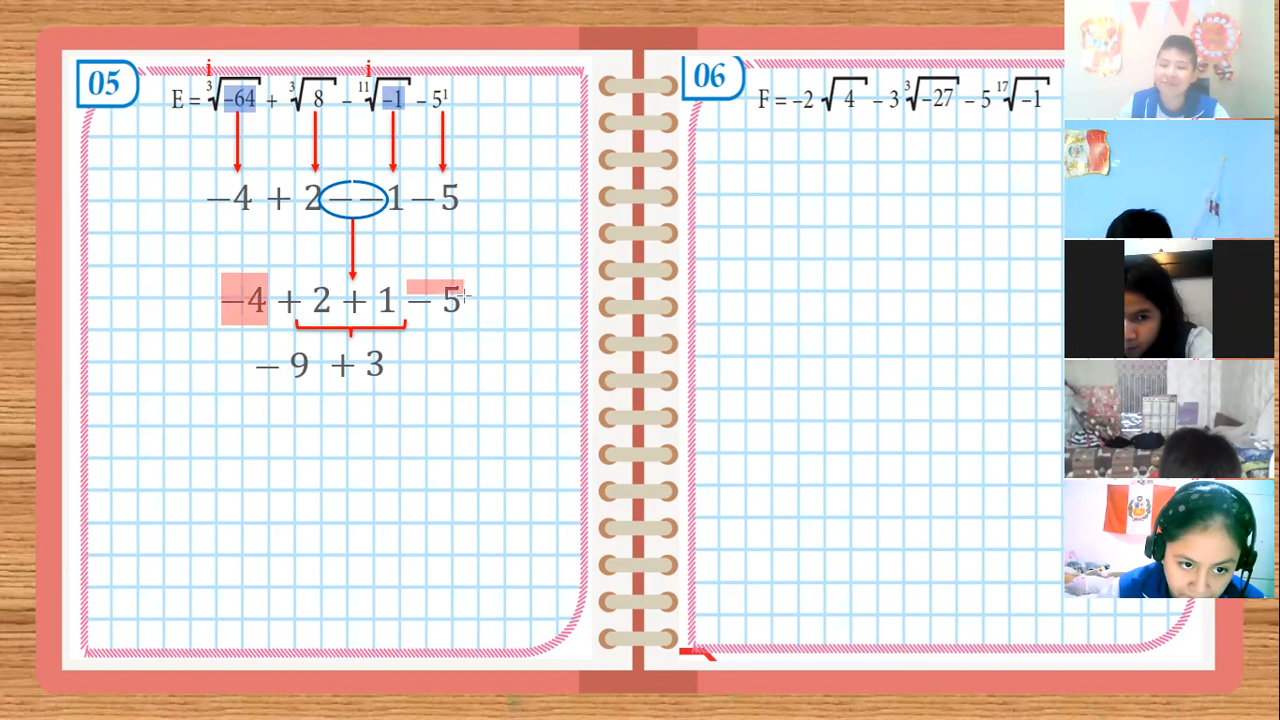 05
E = ∛-64 + ∛8 - ¹¹√-1 - 5¹
i i
-4 + 2 - -1 - 5
-4 + 2 + 1 - 5
- 9 + 3
06
F = -2 √4 - 3 ∛-27 - 5 ¹⁷√-1